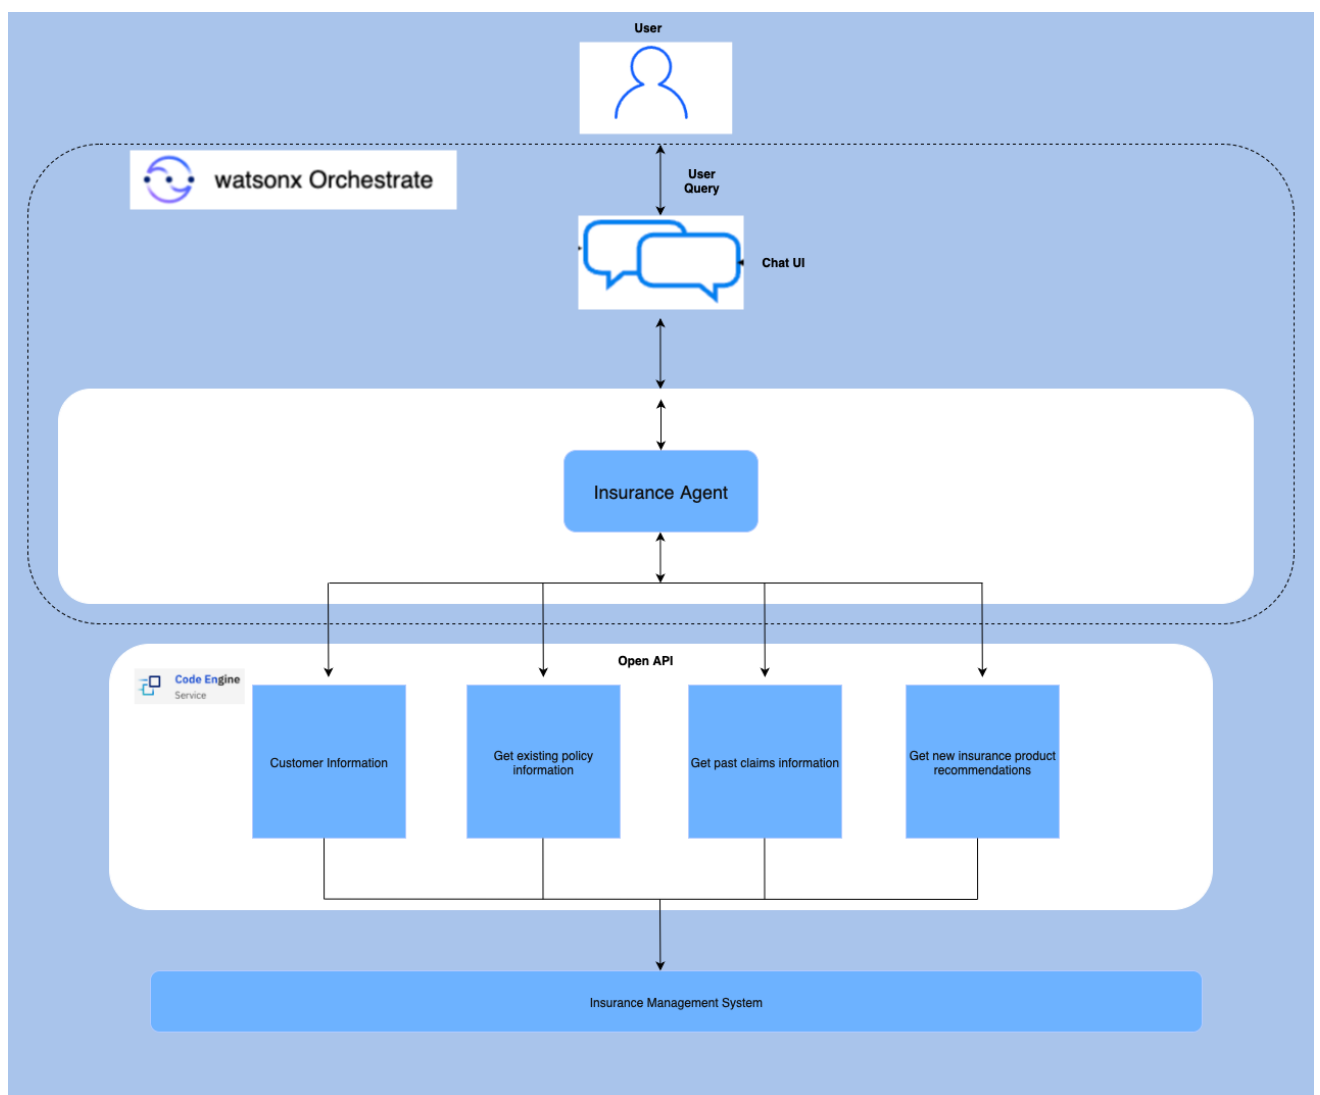 User
watsonx Orchestrate
User
Query
Chat UI
Insurance Agent
Open API
Code Engine
Service
Customer Information
Get existing policy
information
Get past claims information
Get new insurance product
recommendations
Insurance Management System